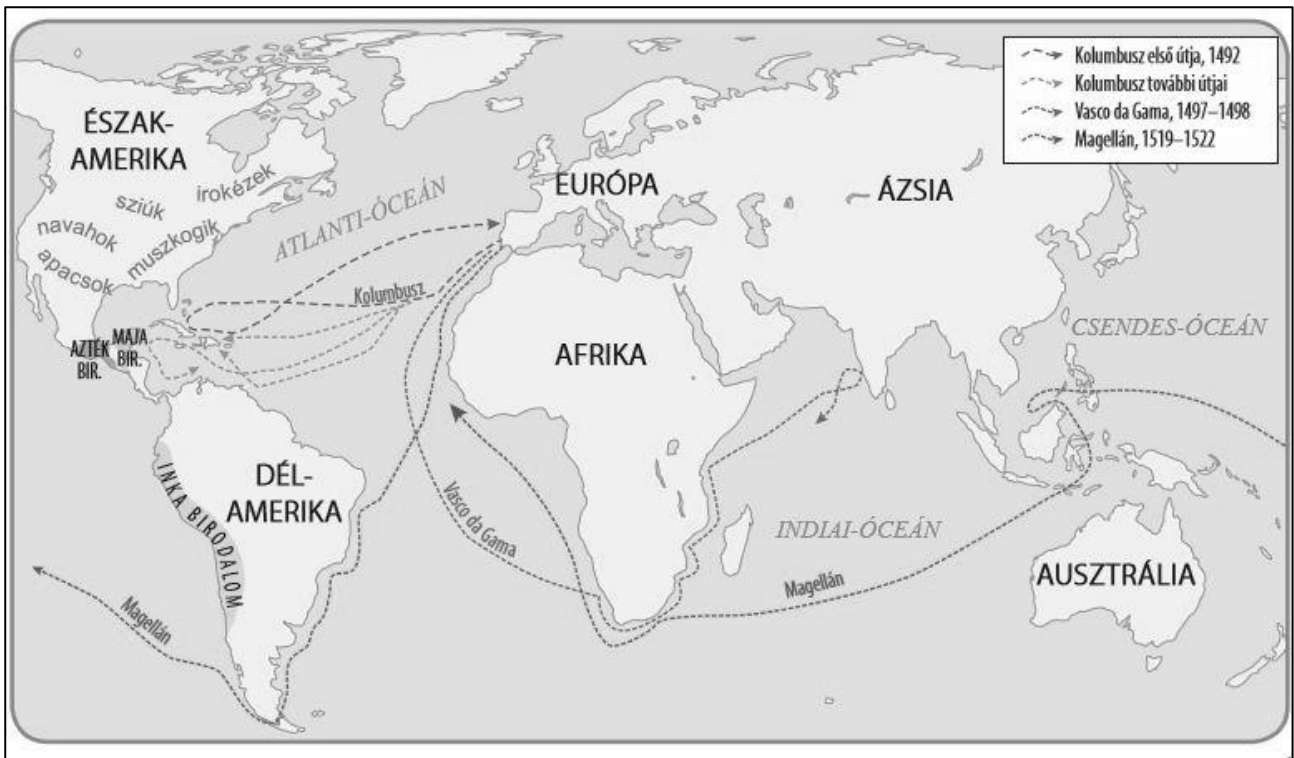 Kolumbusz első útja, 1492
Kolumbusz további útjai
Vasco da Gama, 1497–1498
Magellán, 1519–1522
ÉSZAK-
AMERIKA
irokézek
sziúk
navahok
muszkogik
apacsok
ATLANTI-ÓCEÁN
EURÓPA
ÁZSIA
Kolumbusz
CSENDES-ÓCEÁN
AZTÉK
BIR.
MAJA
BIR.
AFRIKA
INKA BIRODALOM
DÉL-
AMERIKA
Vasco da Gama
INDIAI-ÓCEÁN
AUSZTRÁLIA
Magellán
Magellán